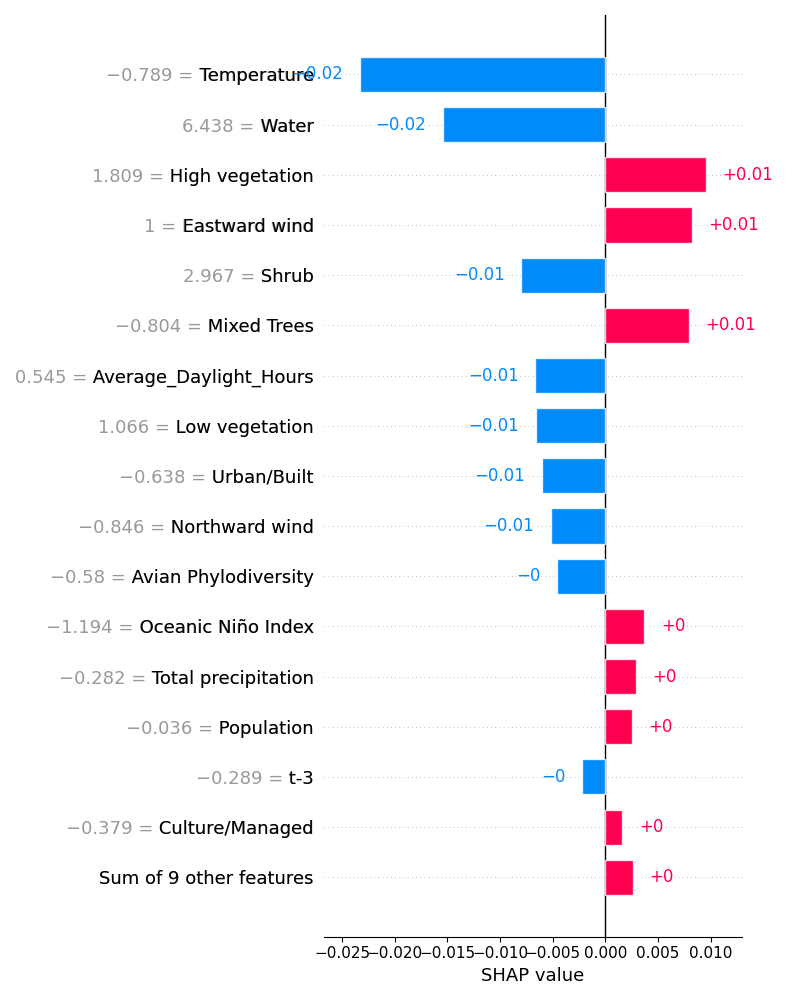 −0.789 = Temperature −0.02
6.438 = Water −0.02
1.809 = High vegetation +0.01
1 = Eastward wind +0.01
2.967 = Shrub −0.01
−0.804 = Mixed Trees +0.01
0.545 = Average_Daylight_Hours −0.01
1.066 = Low vegetation −0.01
−0.638 = Urban/Built −0.01
−0.846 = Northward wind −0.01
−0.58 = Avian Phylodiversity −0
−1.194 = Oceanic Niño Index +0
−0.282 = Total precipitation +0
−0.036 = Population +0
−0.289 = t-3 −0
−0.379 = Culture/Managed +0
Sum of 9 other features +0
−0.025 −0.020 −0.015 −0.010 −0.005 0.000 0.005 0.010
SHAP value